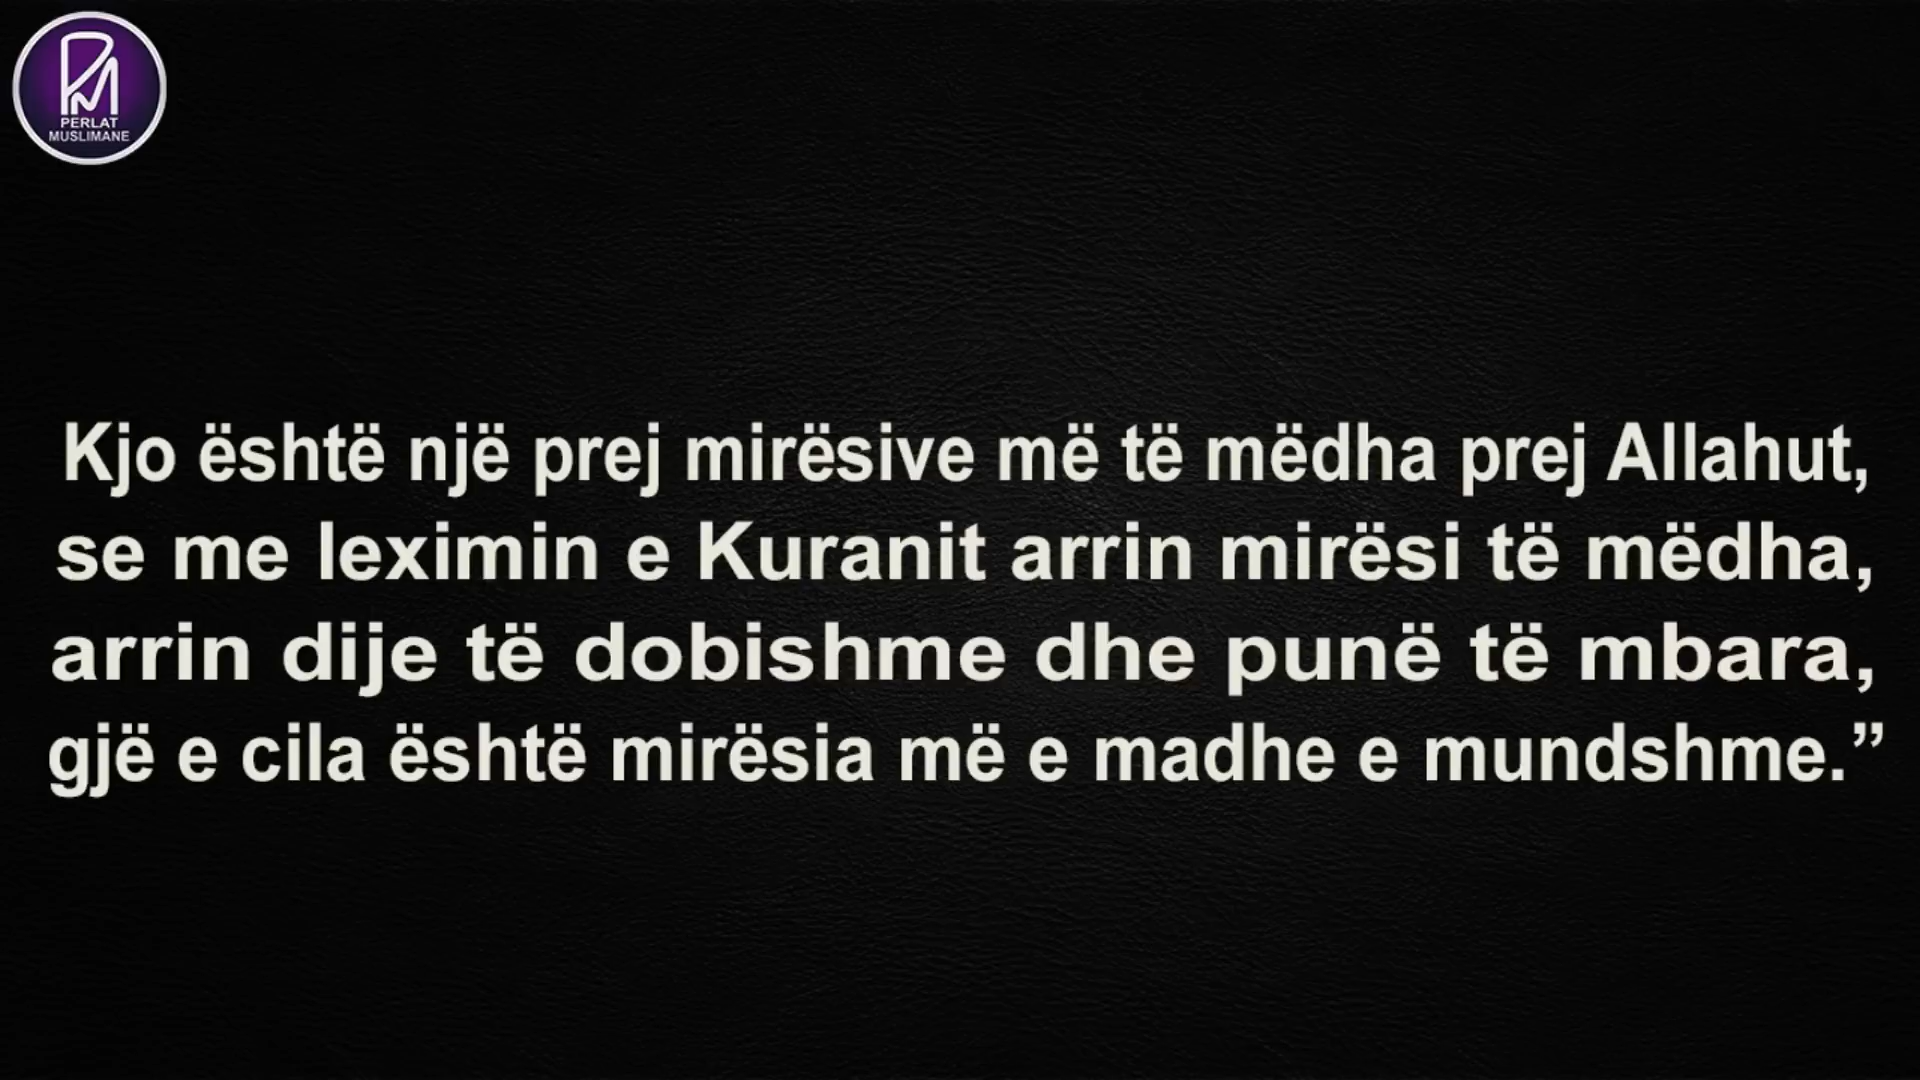 PERLAT
MUSLIMANE
Kjo është një prej mirësive më të mëdha prej Allahut,
se me leximin e Kuranit arrin mirësi të mëdha,
arrin dije të dobishme dhe punë të mbara,
gjë e cila është mirësia më e madhe e mundshme.”